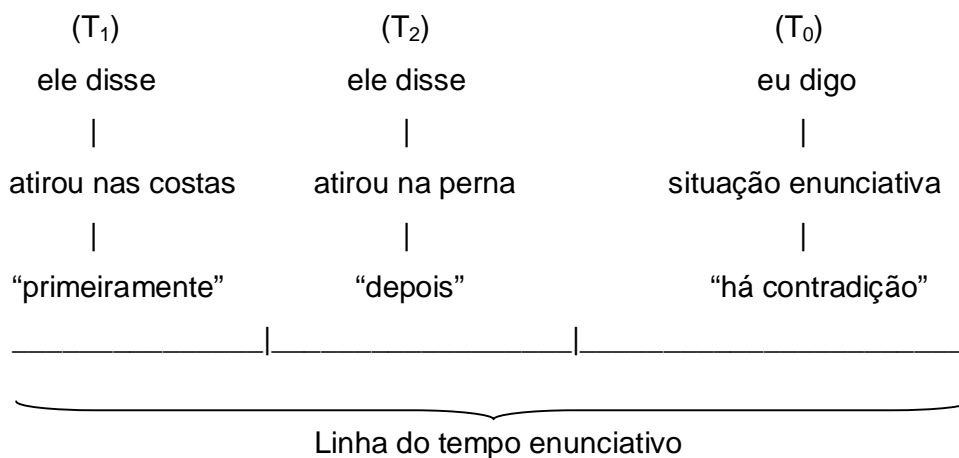 (T₁) (T₂) (T₀)
ele disse ele disse eu digo
| | |
atirou nas costas atirou na perna situação enunciativa
| | |
“primeiramente” “depois” “há contradição”
Linha do tempo enunciativo